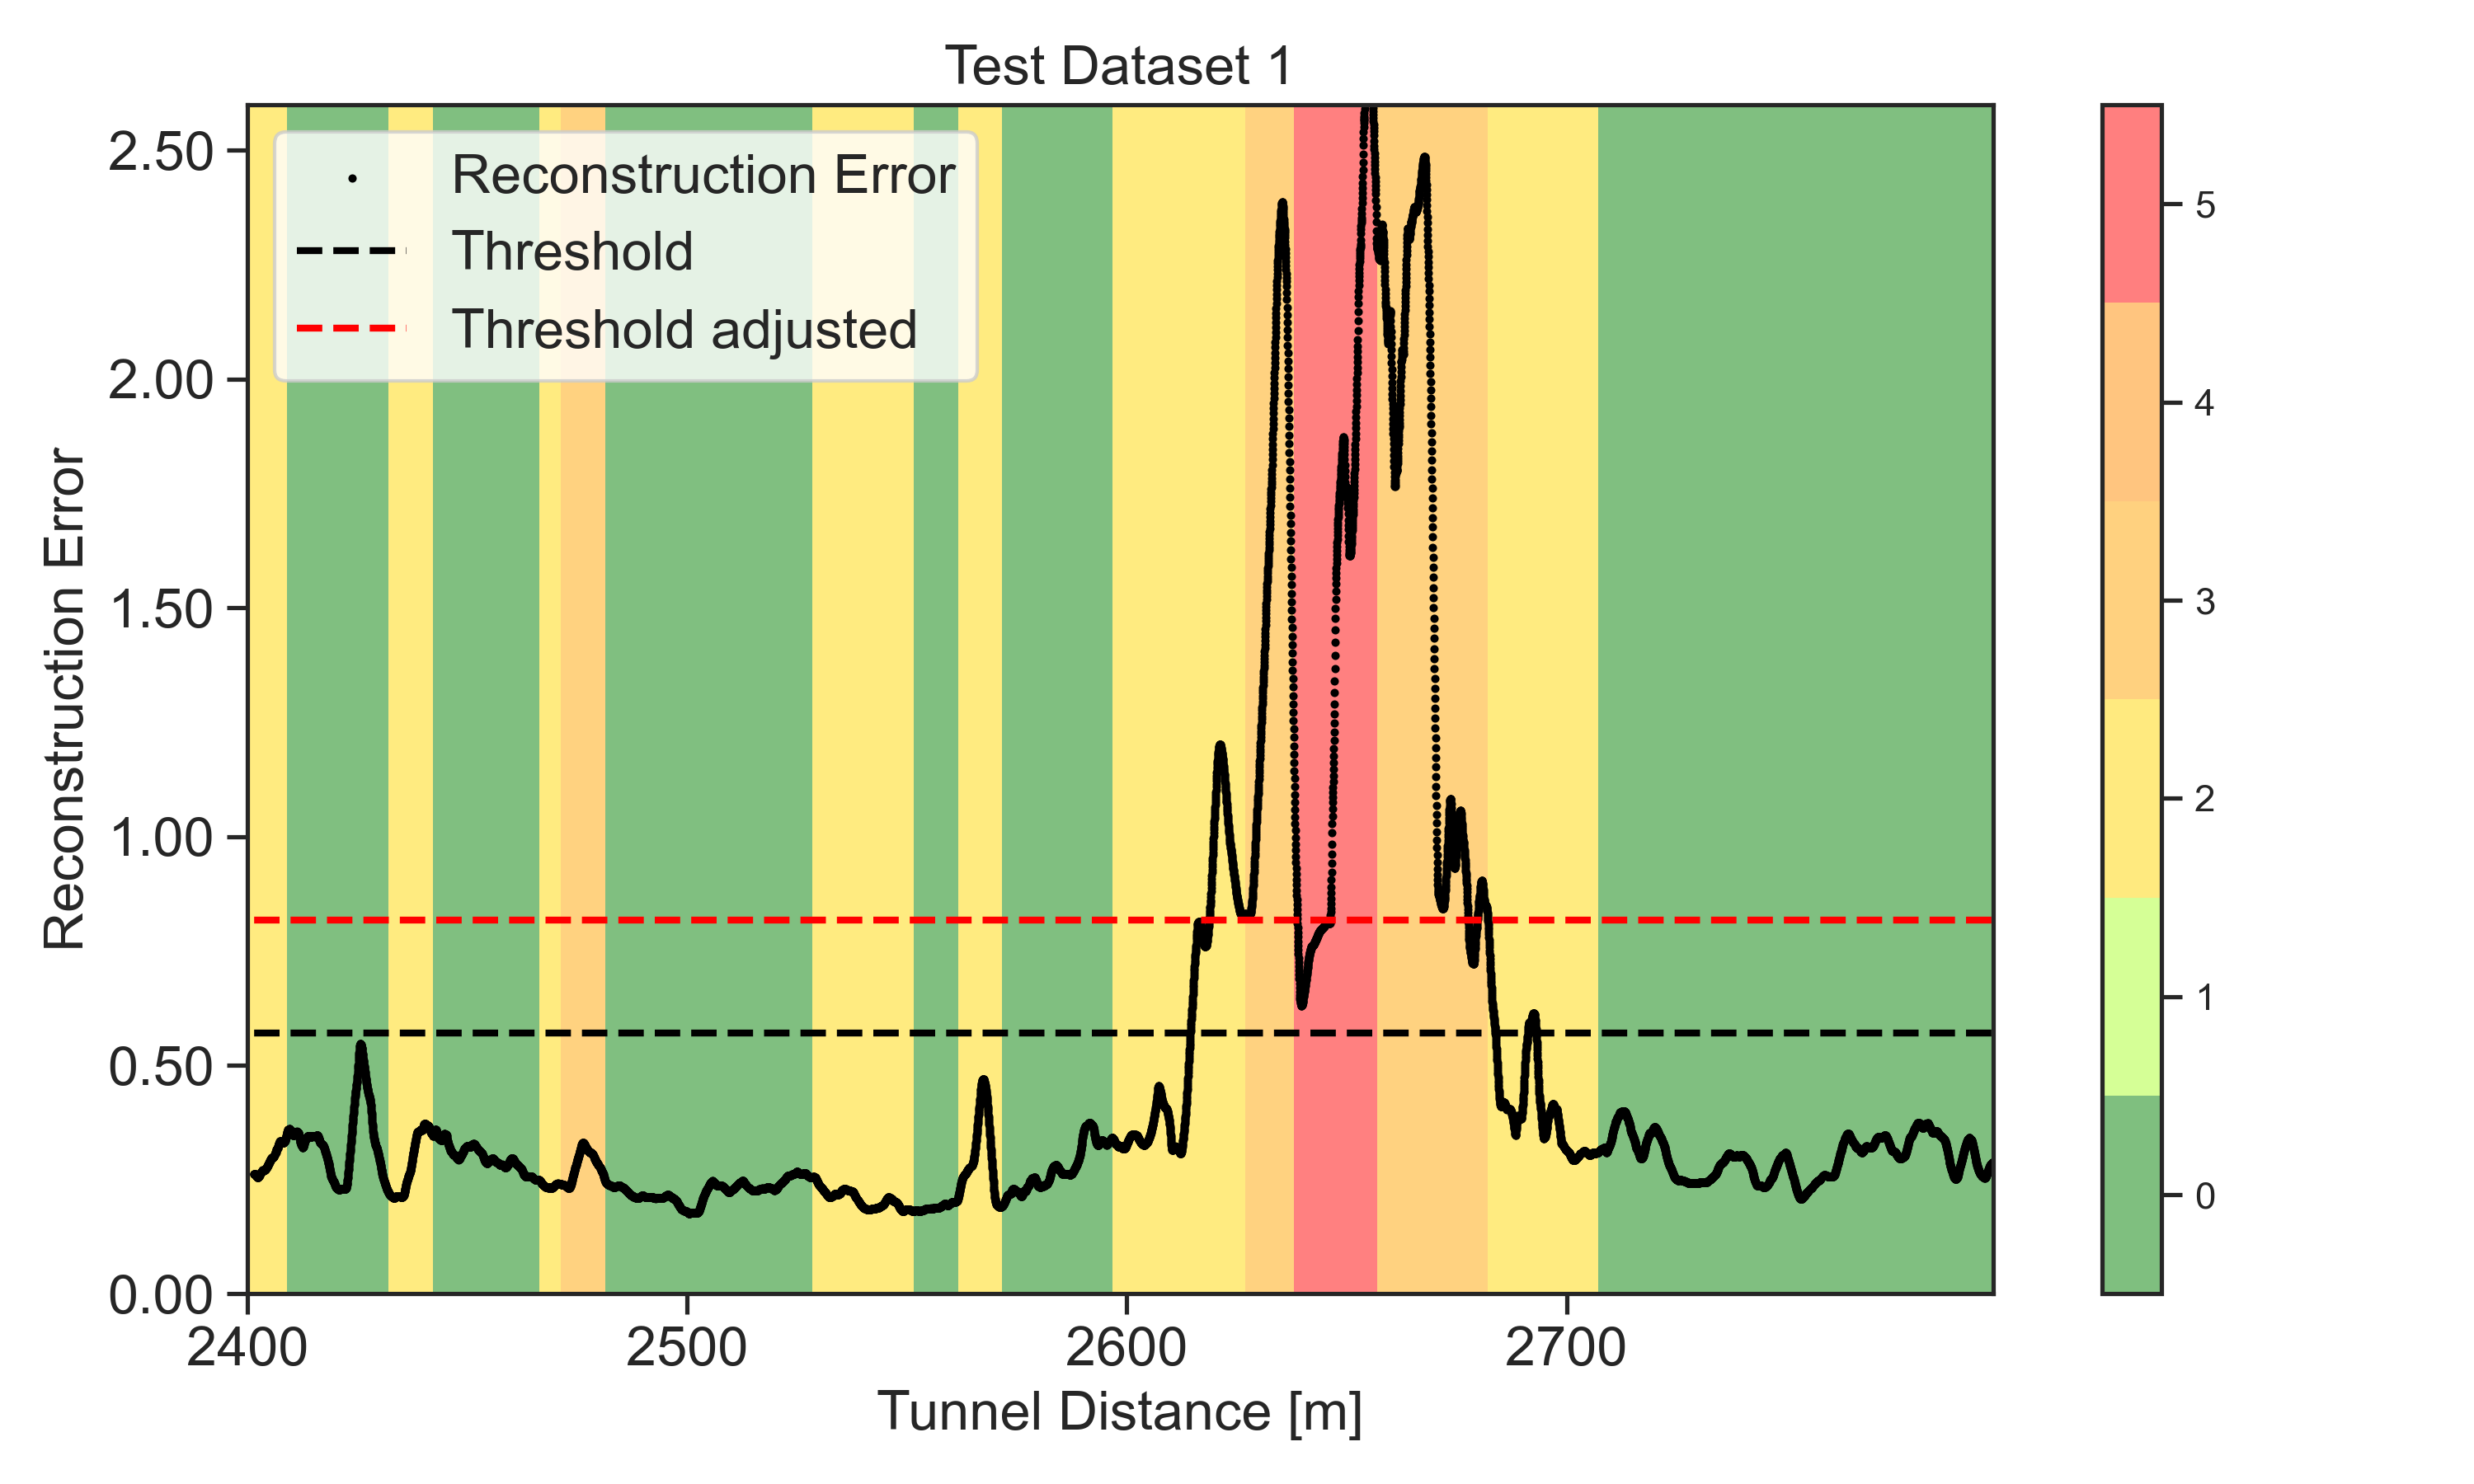 Test Dataset 1
2.50
2.00
1.50
1.00
0.50
0.00
Reconstruction Error
Reconstruction Error
Threshold
Threshold adjusted
2400
2500
2600
2700
Tunnel Distance [m]
5
4
3
2
1
0